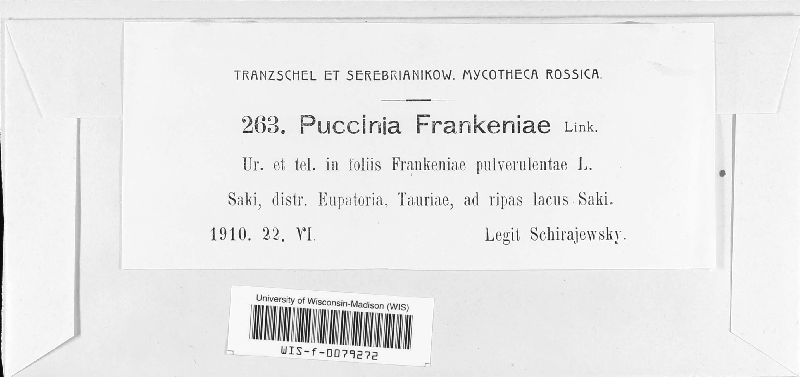 TRANZSCHEL ET SEREBRIANIKOW. MYCOTHECA ROSSICA.
263. Puccinia Frankeniae Link.
Ur. et tel. in foliis Frankeniae pulverulentae L.
Saki, distr. Eupatoria, Tauriae, ad ripas lacus Saki.
1910. 22. VI. Legit Schirajewsky.
University of Wisconsin-Madison (WIS)
WIS-f-0079272